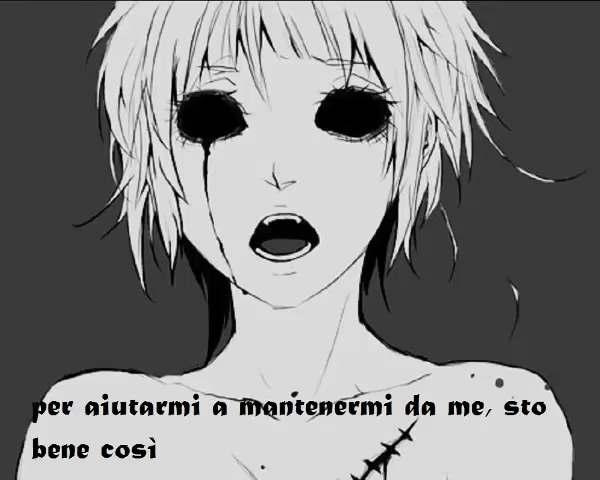 per aiutarmi a mantenermi da me, sto
bene così